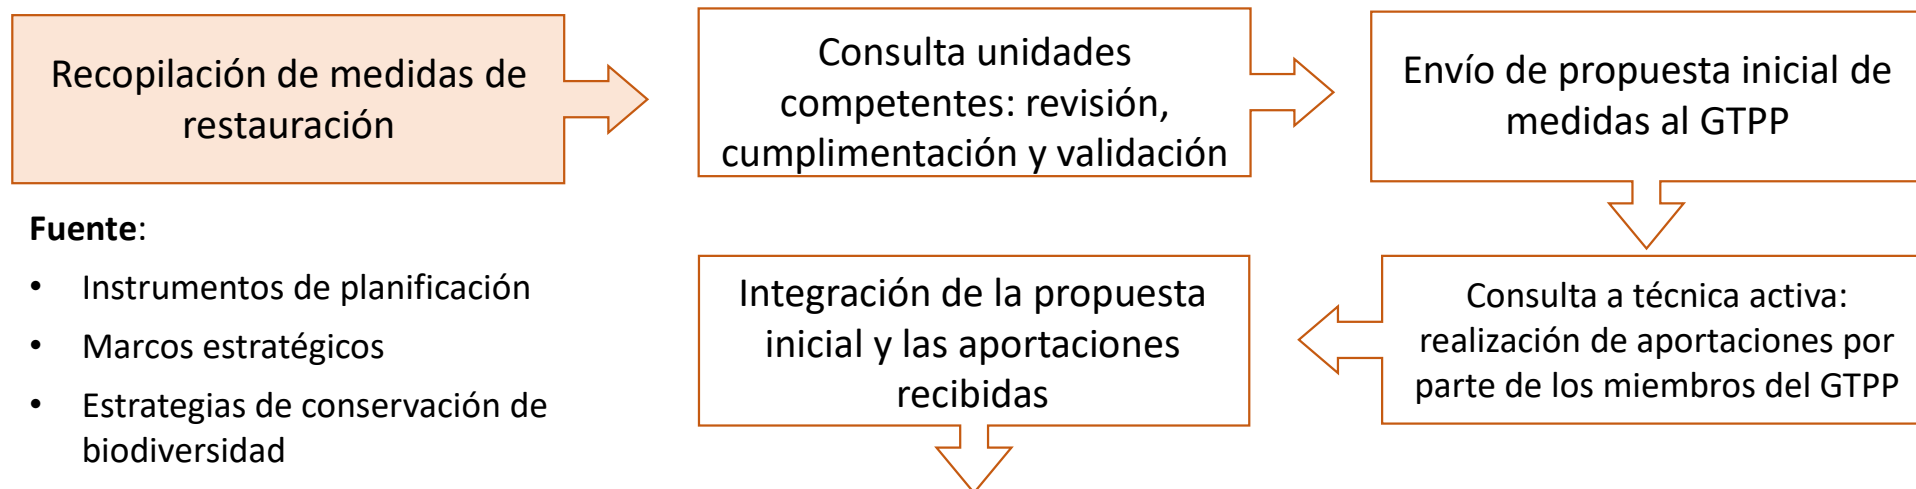 Recopilación de medidas de
restauración
Consulta unidades
competentes: revisión,
cumplimentación y validación
Envío de propuesta inicial de
medidas al GTPP
Fuente:
• Instrumentos de planificación
• Marcos estratégicos
• Estrategias de conservación de
biodiversidad
Consulta a técnica activa:
realización de aportaciones por
parte de los miembros del GTPP
Integración de la propuesta
inicial y las aportaciones
recibidas